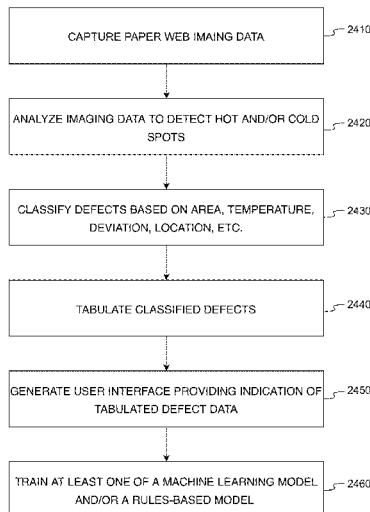 CAPTURE PAPER WEB IMAING DATA
2410
ANALYZE IMAGING DATA TO DETECT HOT AND/OR COLD
SPOTS
2420
CLASSIFY DEFECTS BASED ON AREA, TEMPERATURE,
DEVIATION, LOCATION, ETC.
2430
TABULATE CLASSIFIED DEFECTS
2440
GENERATE USER INTERFACE PROVIDING INDICATION OF
TABULATED DEFECT DATA
2450
TRAIN AT LEAST ONE OF A MACHINE LEARNING MODEL
AND/OR A RULES-BASED MODEL
2460